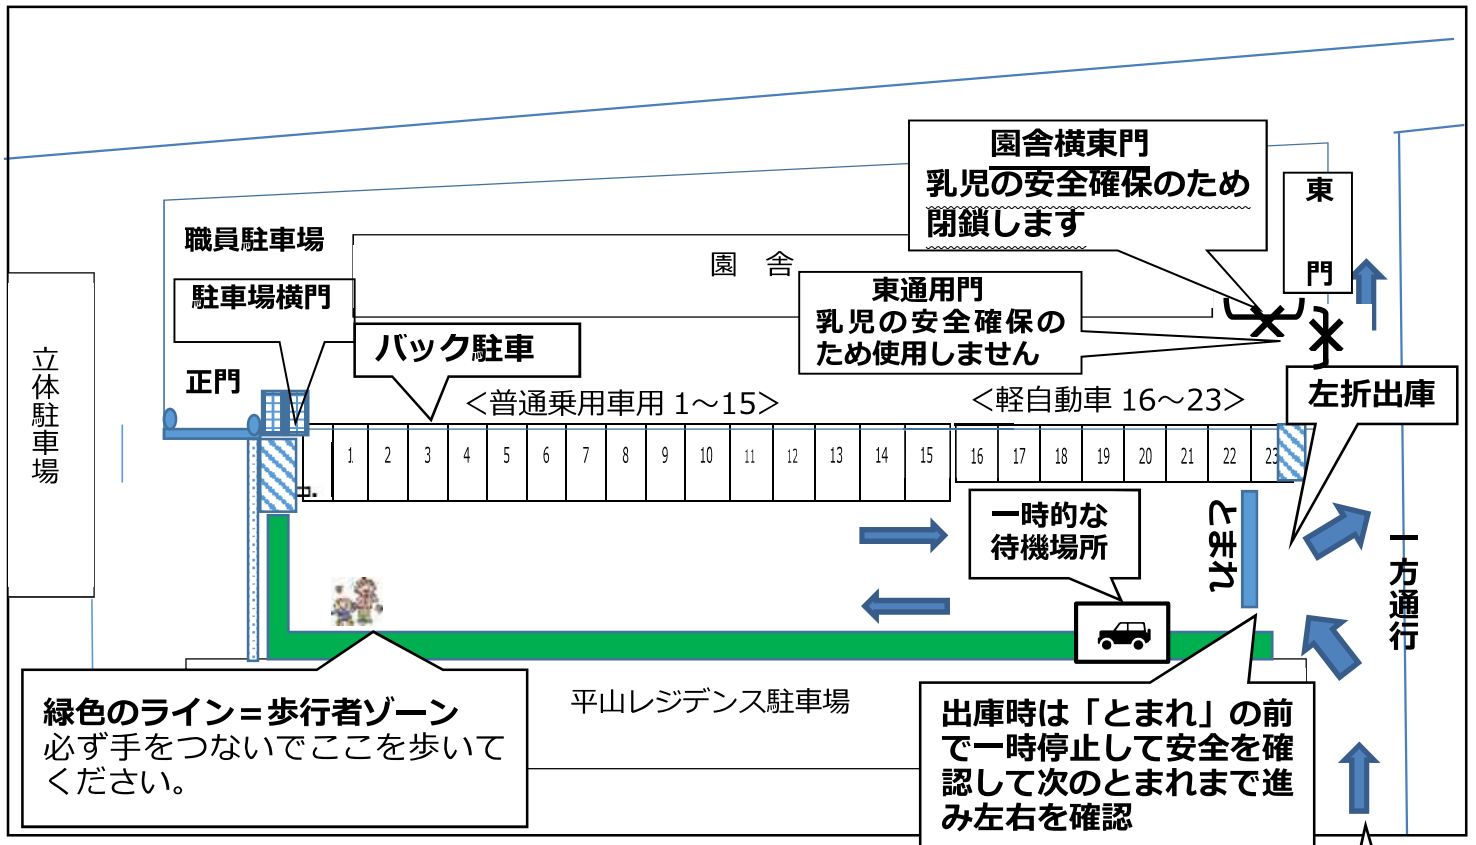 園舎横東門
乳児の安全確保のため
閉鎖します
東
門
職員駐車場
園　舎
駐車場横門
東通用門
乳児の安全確保の
ため使用しません
バック駐車
立体駐車場
正門
＜普通乗用車用 1～15＞
＜軽自動車 16～23＞
左折出庫
1 2 3 4 5 6 7 8 9 10 11 12 13 14 15
16 17 18 19 20 21 22 23
一時的な
待機場所
とまれ
一方通行
緑色のライン＝歩行者ゾーン
必ず手をつないでここを歩いて
ください。
平山レジデンス駐車場
出庫時は「とまれ」の前
で一時停止して安全を確
認して次のとまれまで進
み左右を確認